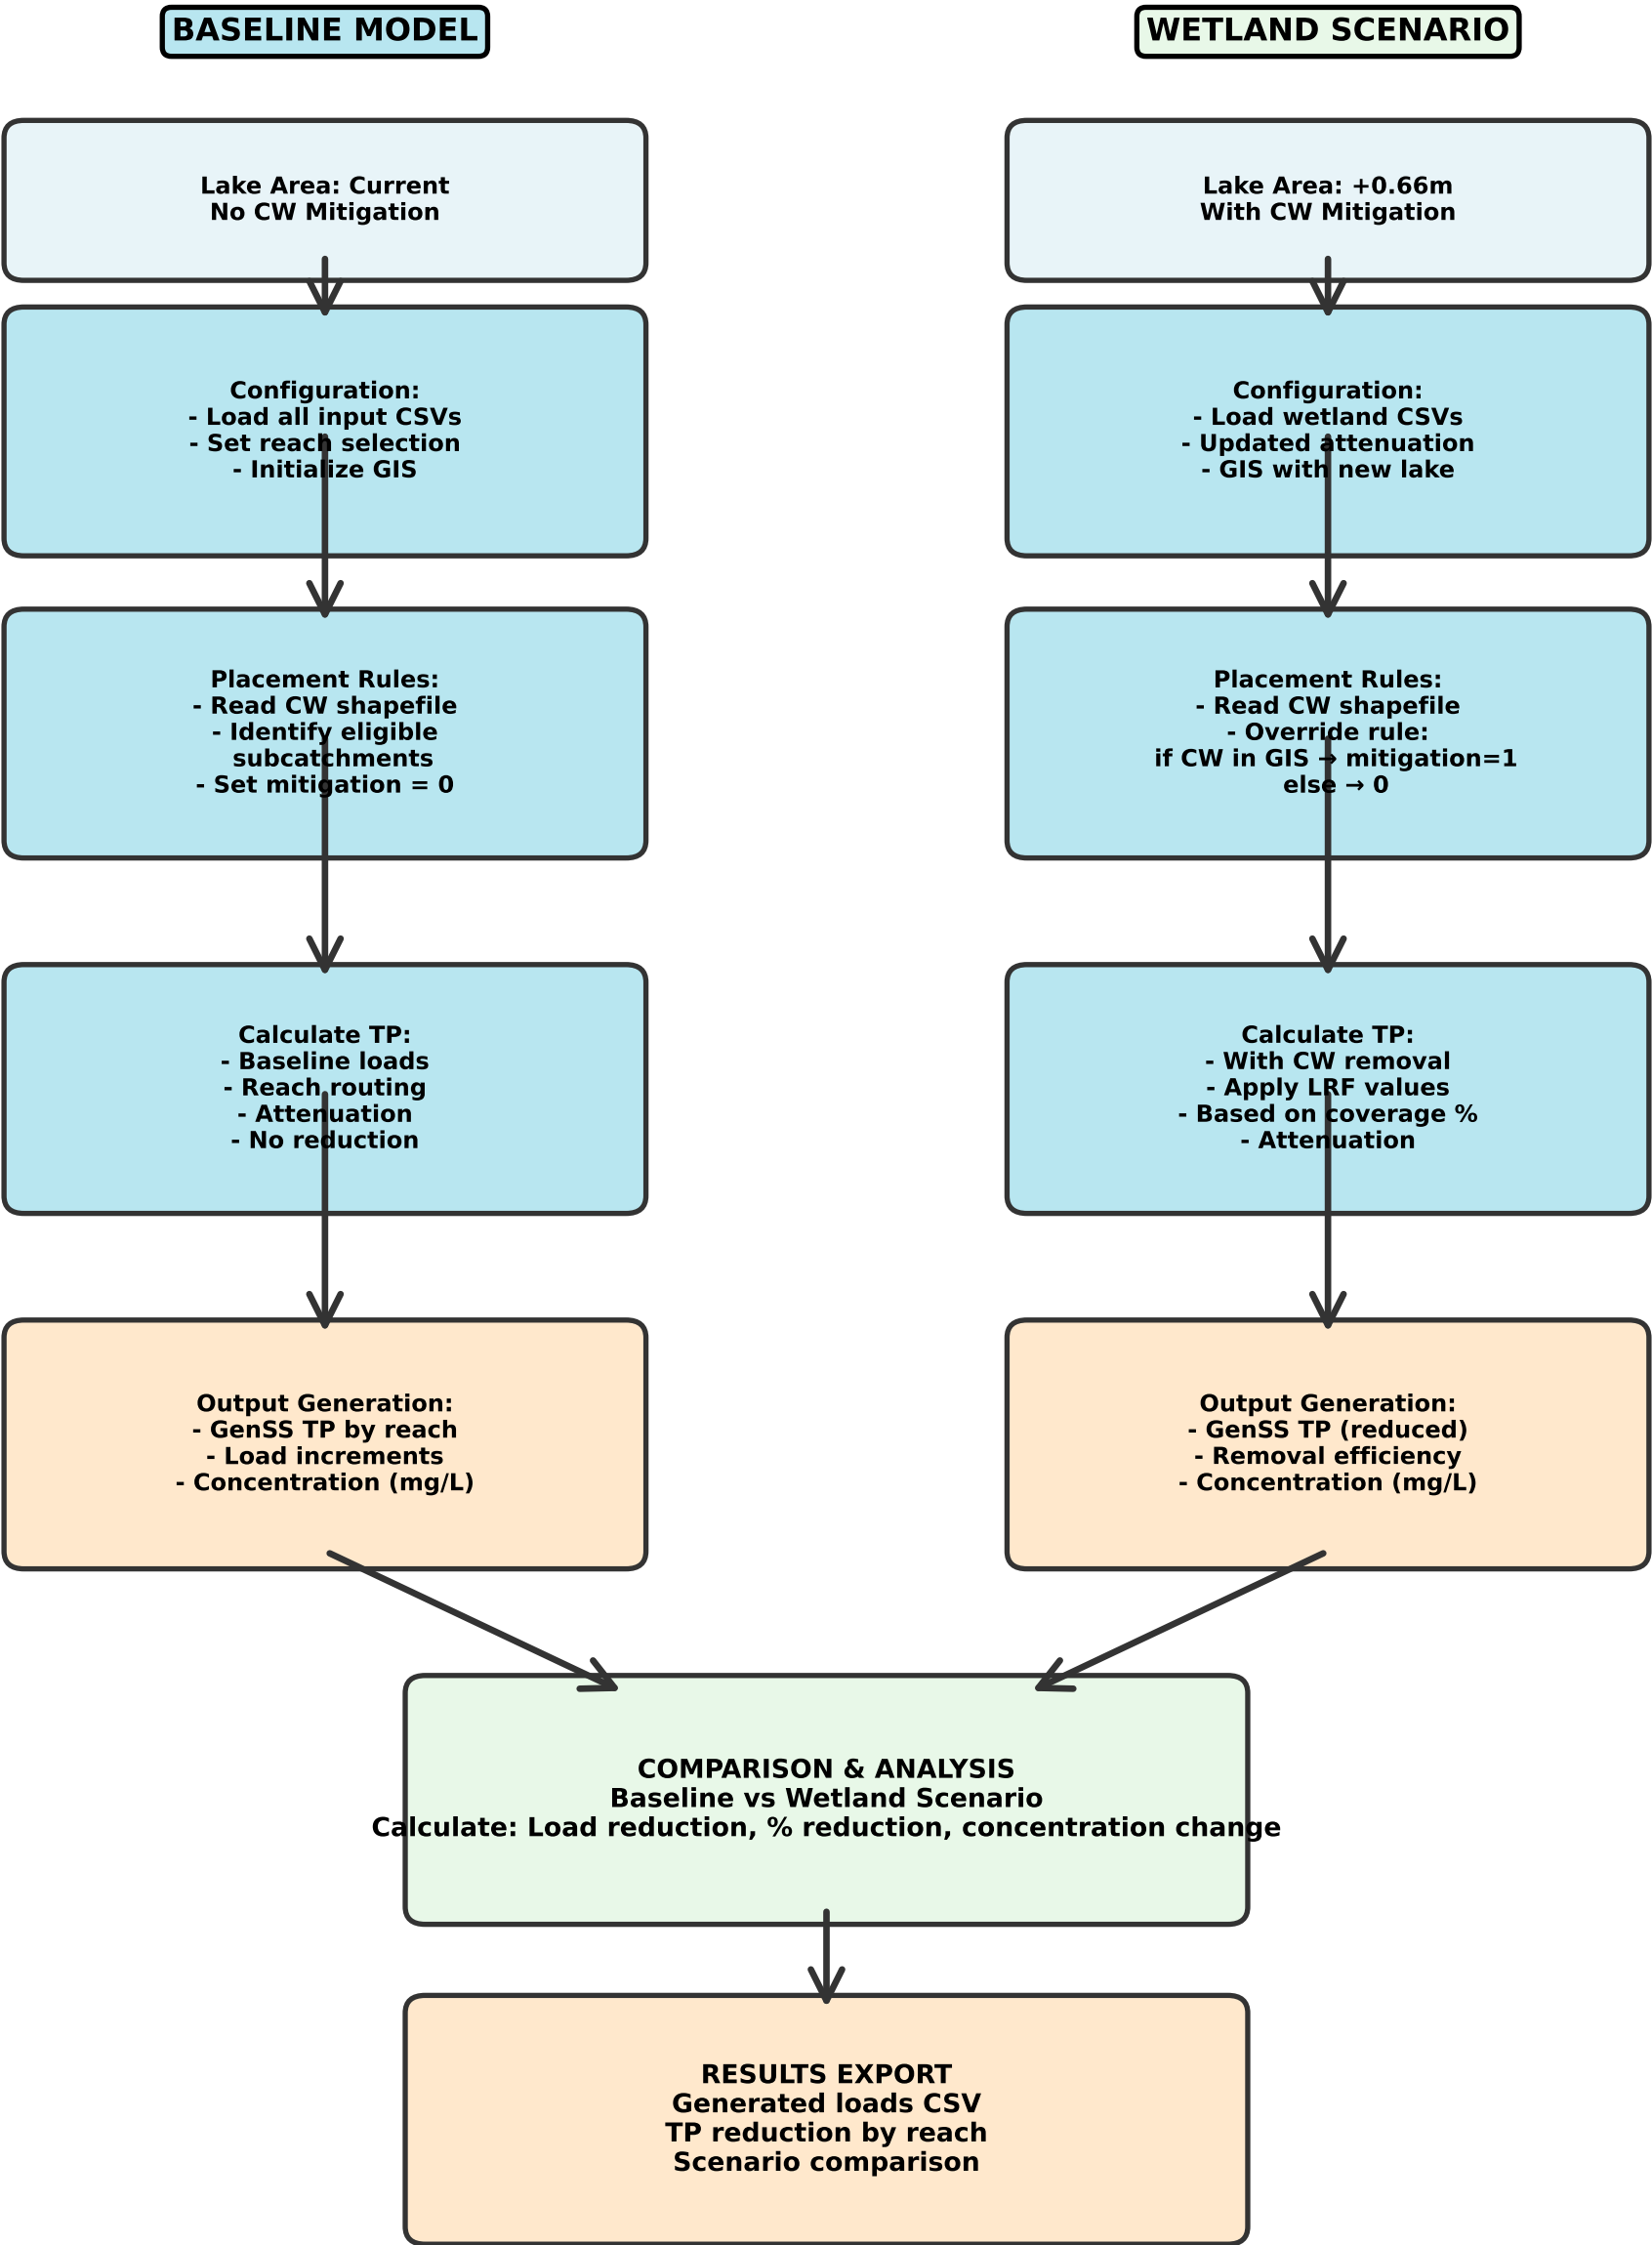 BASELINE MODEL
Lake Area: Current
No CW Mitigation
Configuration:
- Load all input CSVs
- Set reach selection
- Initialize GIS
Placement Rules:
- Read CW shapefile
- Identify eligible
subcatchments
- Set mitigation = 0
Calculate TP:
- Baseline loads
- Reach routing
- Attenuation
- No reduction
Output Generation:
- GenSS TP by reach
- Load increments
- Concentration (mg/L)
WETLAND SCENARIO
Lake Area: +0.66m
With CW Mitigation
Configuration:
- Load wetland CSVs
- Updated attenuation
- GIS with new lake
Placement Rules:
- Read CW shapefile
- Override rule:
if CW in GIS → mitigation=1
else → 0
Calculate TP:
- With CW removal
- Apply LRF values
- Based on coverage %
- Attenuation
Output Generation:
- GenSS TP (reduced)
- Removal efficiency
- Concentration (mg/L)
COMPARISON & ANALYSIS
Baseline vs Wetland Scenario
Calculate: Load reduction, % reduction, concentration change
RESULTS EXPORT
Generated loads CSV
TP reduction by reach
Scenario comparison